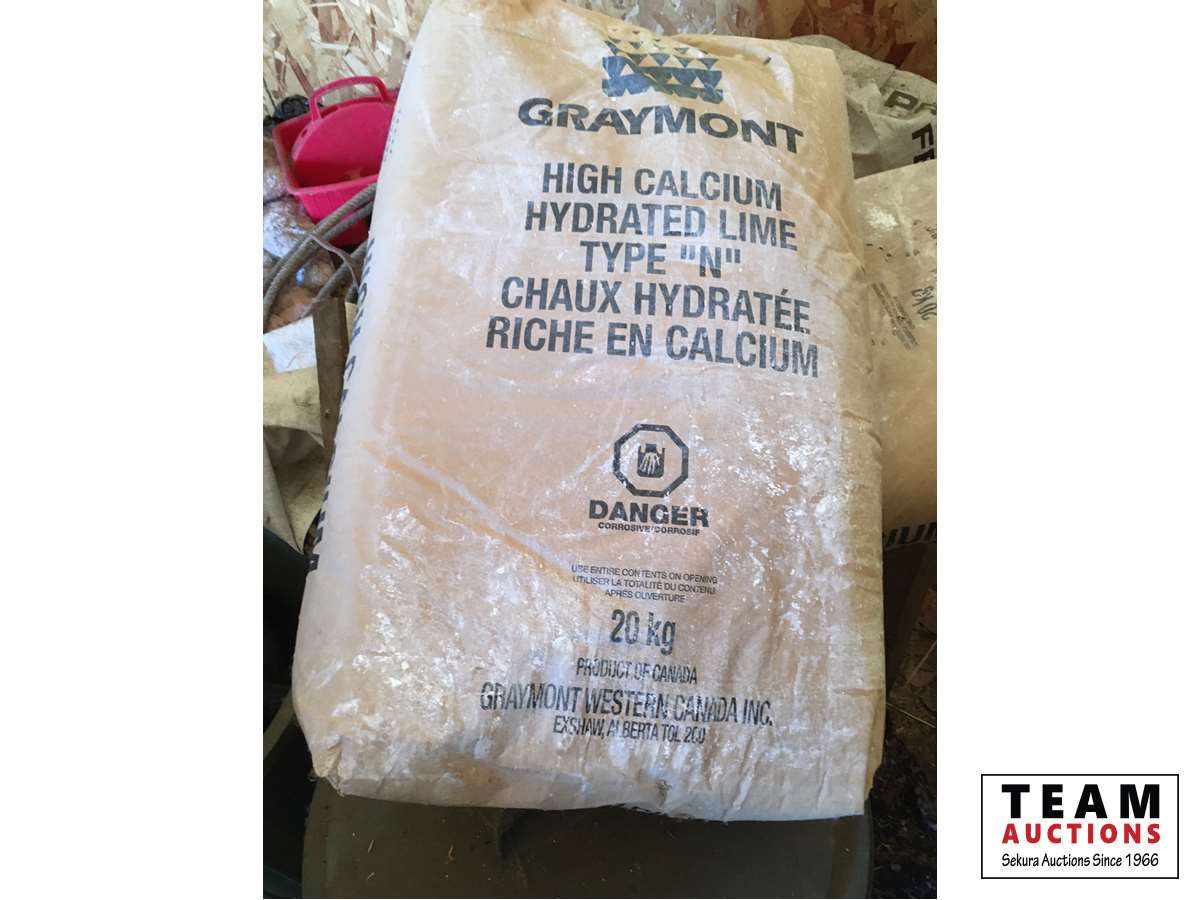 GRAYMONT
HIGH CALCIUM
HYDRATED LIME
TYPE "N"
CHAUX HYDRATÉE
RICHE EN CALCIUM
DANGER
CORROSIVE/CORROSIF
USE ENTIRE CONTENTS ON OPENING
UTILISER LA TOTALITÉ DU CONTENU
APRÈS OUVERTURE
20 kg
PRODUCT OF CANADA
GRAYMONT WESTERN CANADA INC.
EXSHAW, ALBERTA T0L 2C0
TEAM
AUCTIONS
Sekura Auctions Since 1966